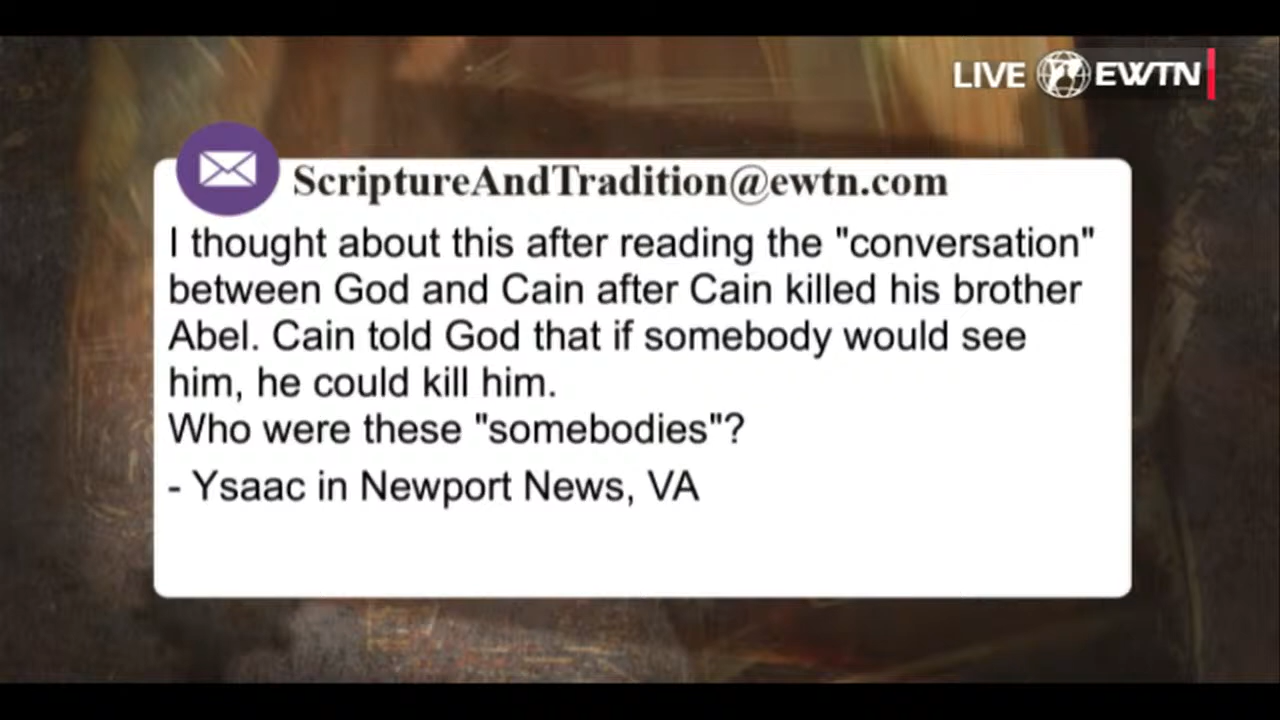 LIVE EWTN
ScriptureAndTradition@ewtn.com
I thought about this after reading the "conversation"
between God and Cain after Cain killed his brother
Abel. Cain told God that if somebody would see
him, he could kill him.
Who were these "somebodies"?
- Ysaac in Newport News, VA